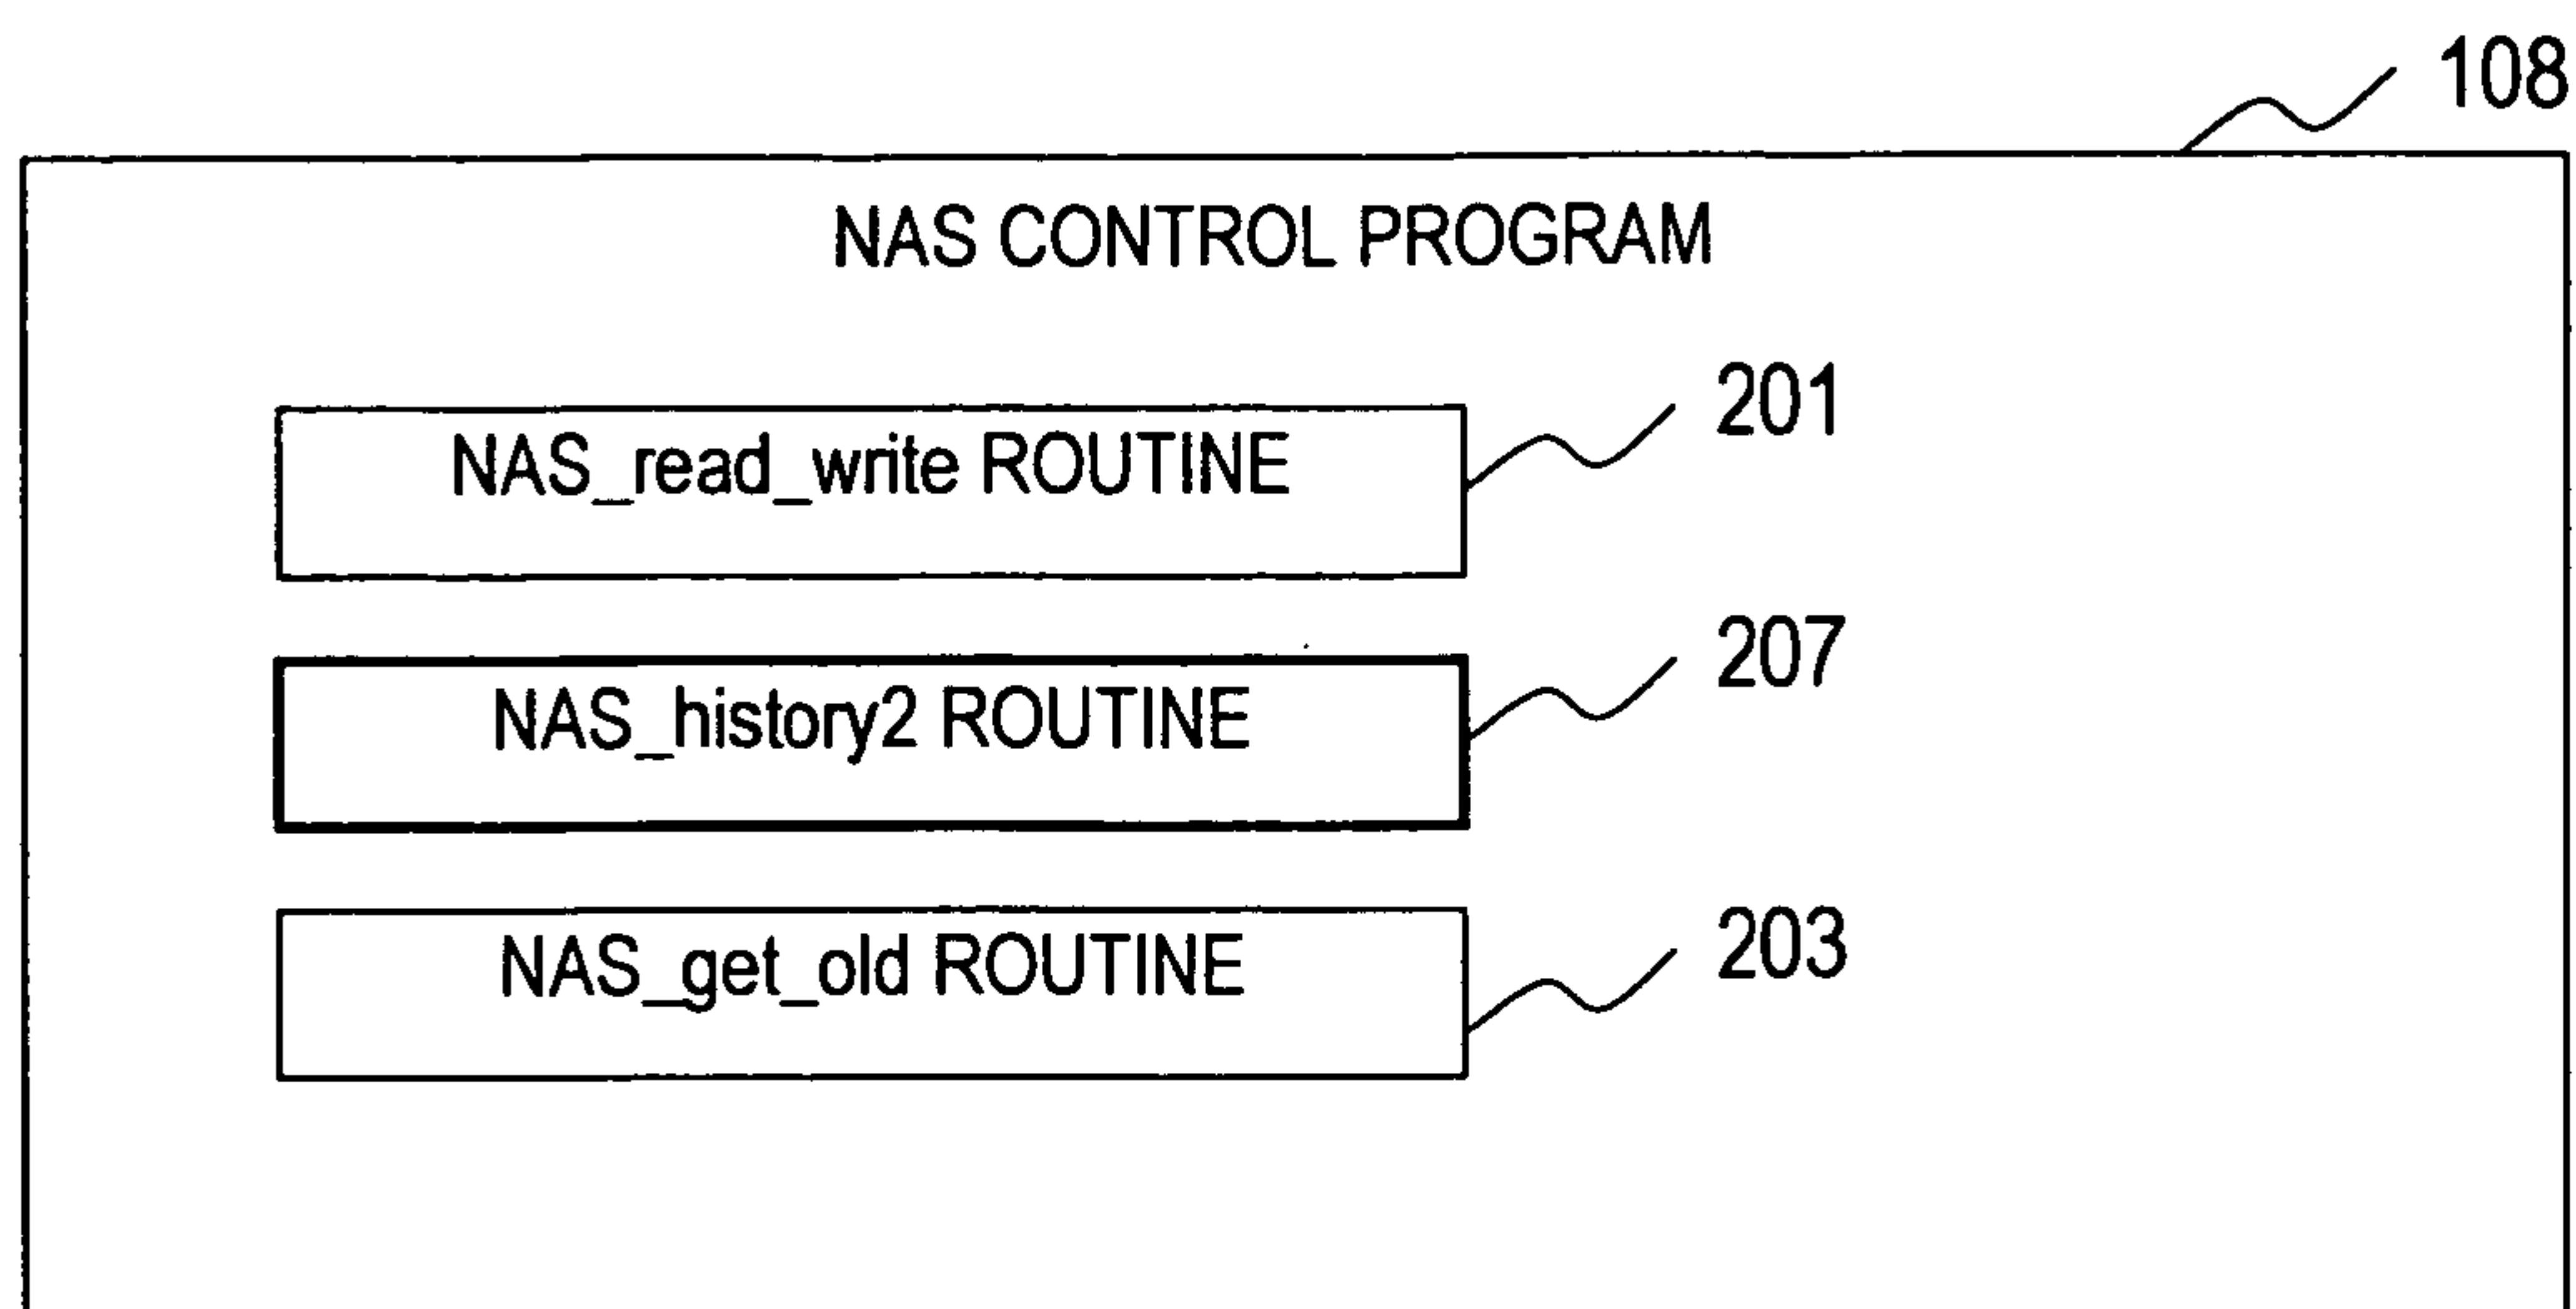 108
NAS CONTROL PROGRAM
NAS_read_write ROUTINE 201
NAS_history2 ROUTINE 207
NAS_get_old ROUTINE 203